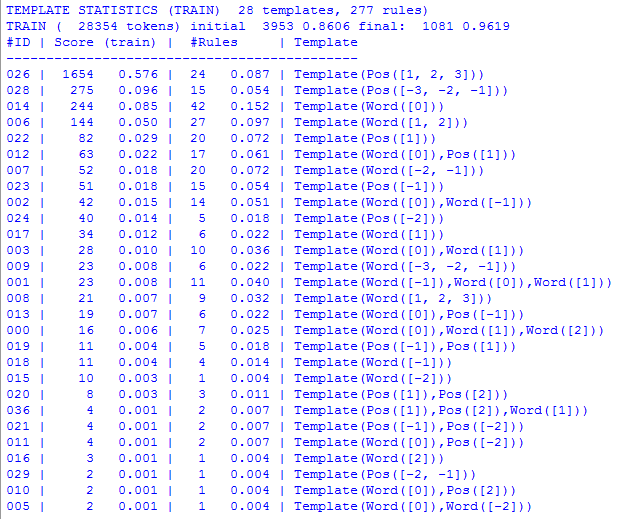 TEMPLATE STATISTICS (TRAIN)  28 templates, 277 rules)
TRAIN (  28354 tokens) initial  3953 0.8606 final:  1081 0.9619
#ID | Score (train) |  #Rules     | Template
--------------------------------------------
026 |  1654   0.576 |  24   0.087 | Template(Pos([1, 2, 3]))
028 |   275   0.096 |  15   0.054 | Template(Pos([-3, -2, -1]))
014 |   244   0.085 |  42   0.152 | Template(Word([0]))
006 |   144   0.050 |  27   0.097 | Template(Word([1, 2]))
022 |    82   0.029 |  20   0.072 | Template(Pos([1]))
012 |    63   0.022 |  17   0.061 | Template(Word([0]),Pos([1]))
007 |    52   0.018 |  20   0.072 | Template(Word([-2, -1]))
023 |    51   0.018 |  15   0.054 | Template(Pos([-1]))
002 |    42   0.015 |  14   0.051 | Template(Word([0]),Word([-1]))
024 |    40   0.014 |   5   0.018 | Template(Pos([-2]))
017 |    34   0.012 |   6   0.022 | Template(Word([1]))
003 |    28   0.010 |  10   0.036 | Template(Word([0]),Word([1]))
009 |    23   0.008 |   6   0.022 | Template(Word([-3, -2, -1]))
001 |    23   0.008 |  11   0.040 | Template(Word([-1]),Word([0]),Word([1]))
008 |    21   0.007 |   9   0.032 | Template(Word([1, 2, 3]))
013 |    19   0.007 |   6   0.022 | Template(Word([0]),Pos([-1]))
000 |    16   0.006 |   7   0.025 | Template(Word([0]),Word([1]),Word([2]))
019 |    11   0.004 |   5   0.018 | Template(Pos([-1]),Pos([1]))
018 |    11   0.004 |   4   0.014 | Template(Word([-1]))
015 |    10   0.003 |   1   0.004 | Template(Word([-2]))
020 |     8   0.003 |   3   0.011 | Template(Pos([1]),Pos([2]))
036 |     4   0.001 |   2   0.007 | Template(Pos([1]),Pos([2]),Word([1]))
021 |     4   0.001 |   2   0.007 | Template(Pos([-1]),Pos([-2]))
011 |     4   0.001 |   2   0.007 | Template(Word([0]),Pos([-2]))
016 |     3   0.001 |   1   0.004 | Template(Word([2]))
029 |     2   0.001 |   1   0.004 | Template(Pos([-2, -1]))
010 |     2   0.001 |   1   0.004 | Template(Word([0]),Pos([2]))
005 |     2   0.001 |   1   0.004 | Template(Word([0]),Word([-2]))